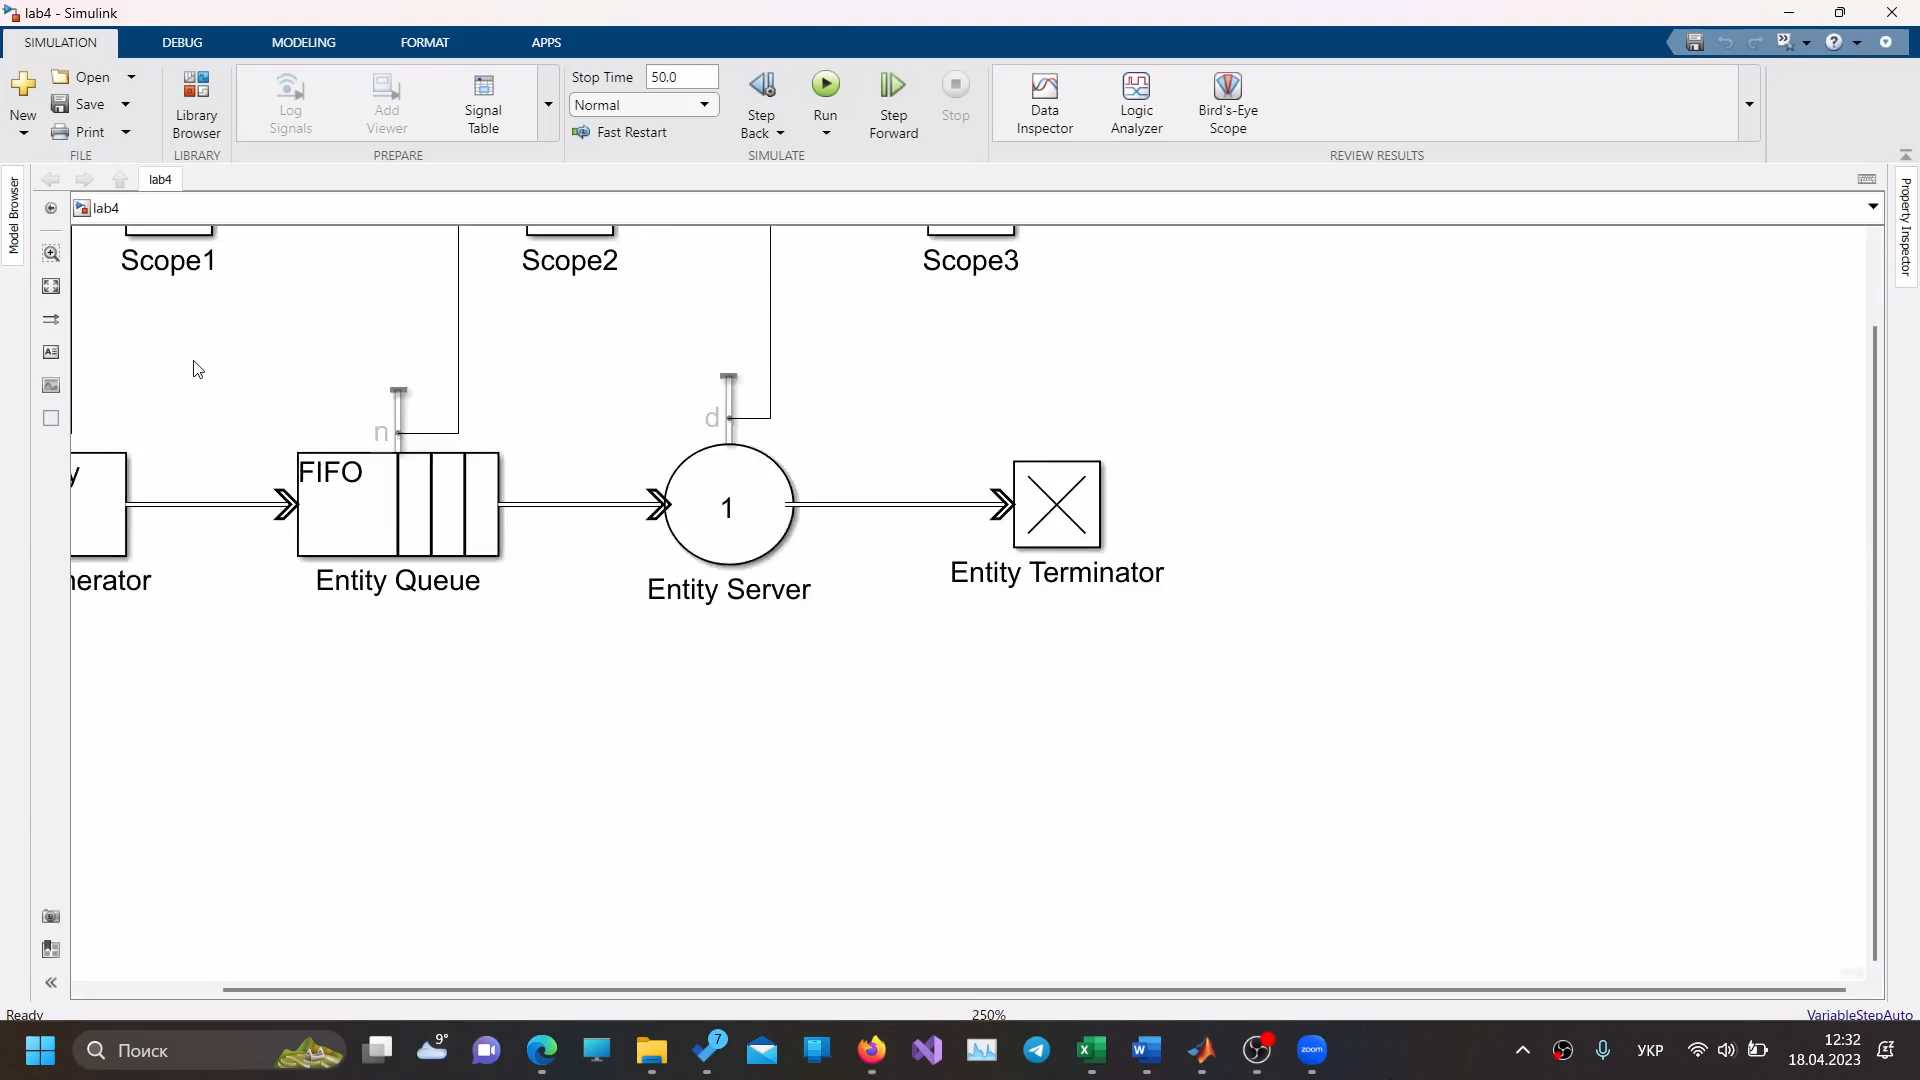 lab4 - Simulink
SIMULATION
DEBUG
MODELING
FORMAT
APPS
New
Open
Save
Print
FILE
Library
Browser
LIBRARY
Log
Signals
Add
Viewer
Signal
Table
PREPARE
Stop Time 50.0
Normal
Fast Restart
Step
Back
Run
Step
Forward
Stop
SIMULATE
Data
Inspector
Logic
Analyzer
Bird's-Eye
Scope
REVIEW RESULTS
Model Browser
lab4
lab4
Property Inspector
Scope1
Scope2
Scope3
n
d
y
FIFO
1
nerator
Entity Queue
Entity Server
Entity Terminator
Ready
250%
VariableStepAuto
Поиск
9°
7
zoom
УКР
12:32
18.04.2023